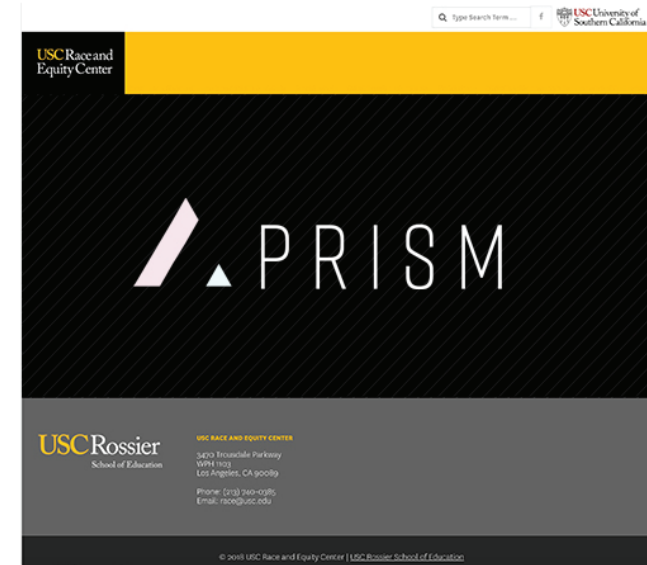 Type Search Term....
f
USC University of
Southern California
USC Race and
Equity Center
PRISM
USC Rossier
School of Education
USC RACE AND EQUITY CENTER
3470 Trousdale Parkway
WPH 1103
Los Angeles, CA 90089
Phone: (213) 740-0385
Email: race@usc.edu
© 2018 USC Race and Equity Center | USC Rossier School of Education